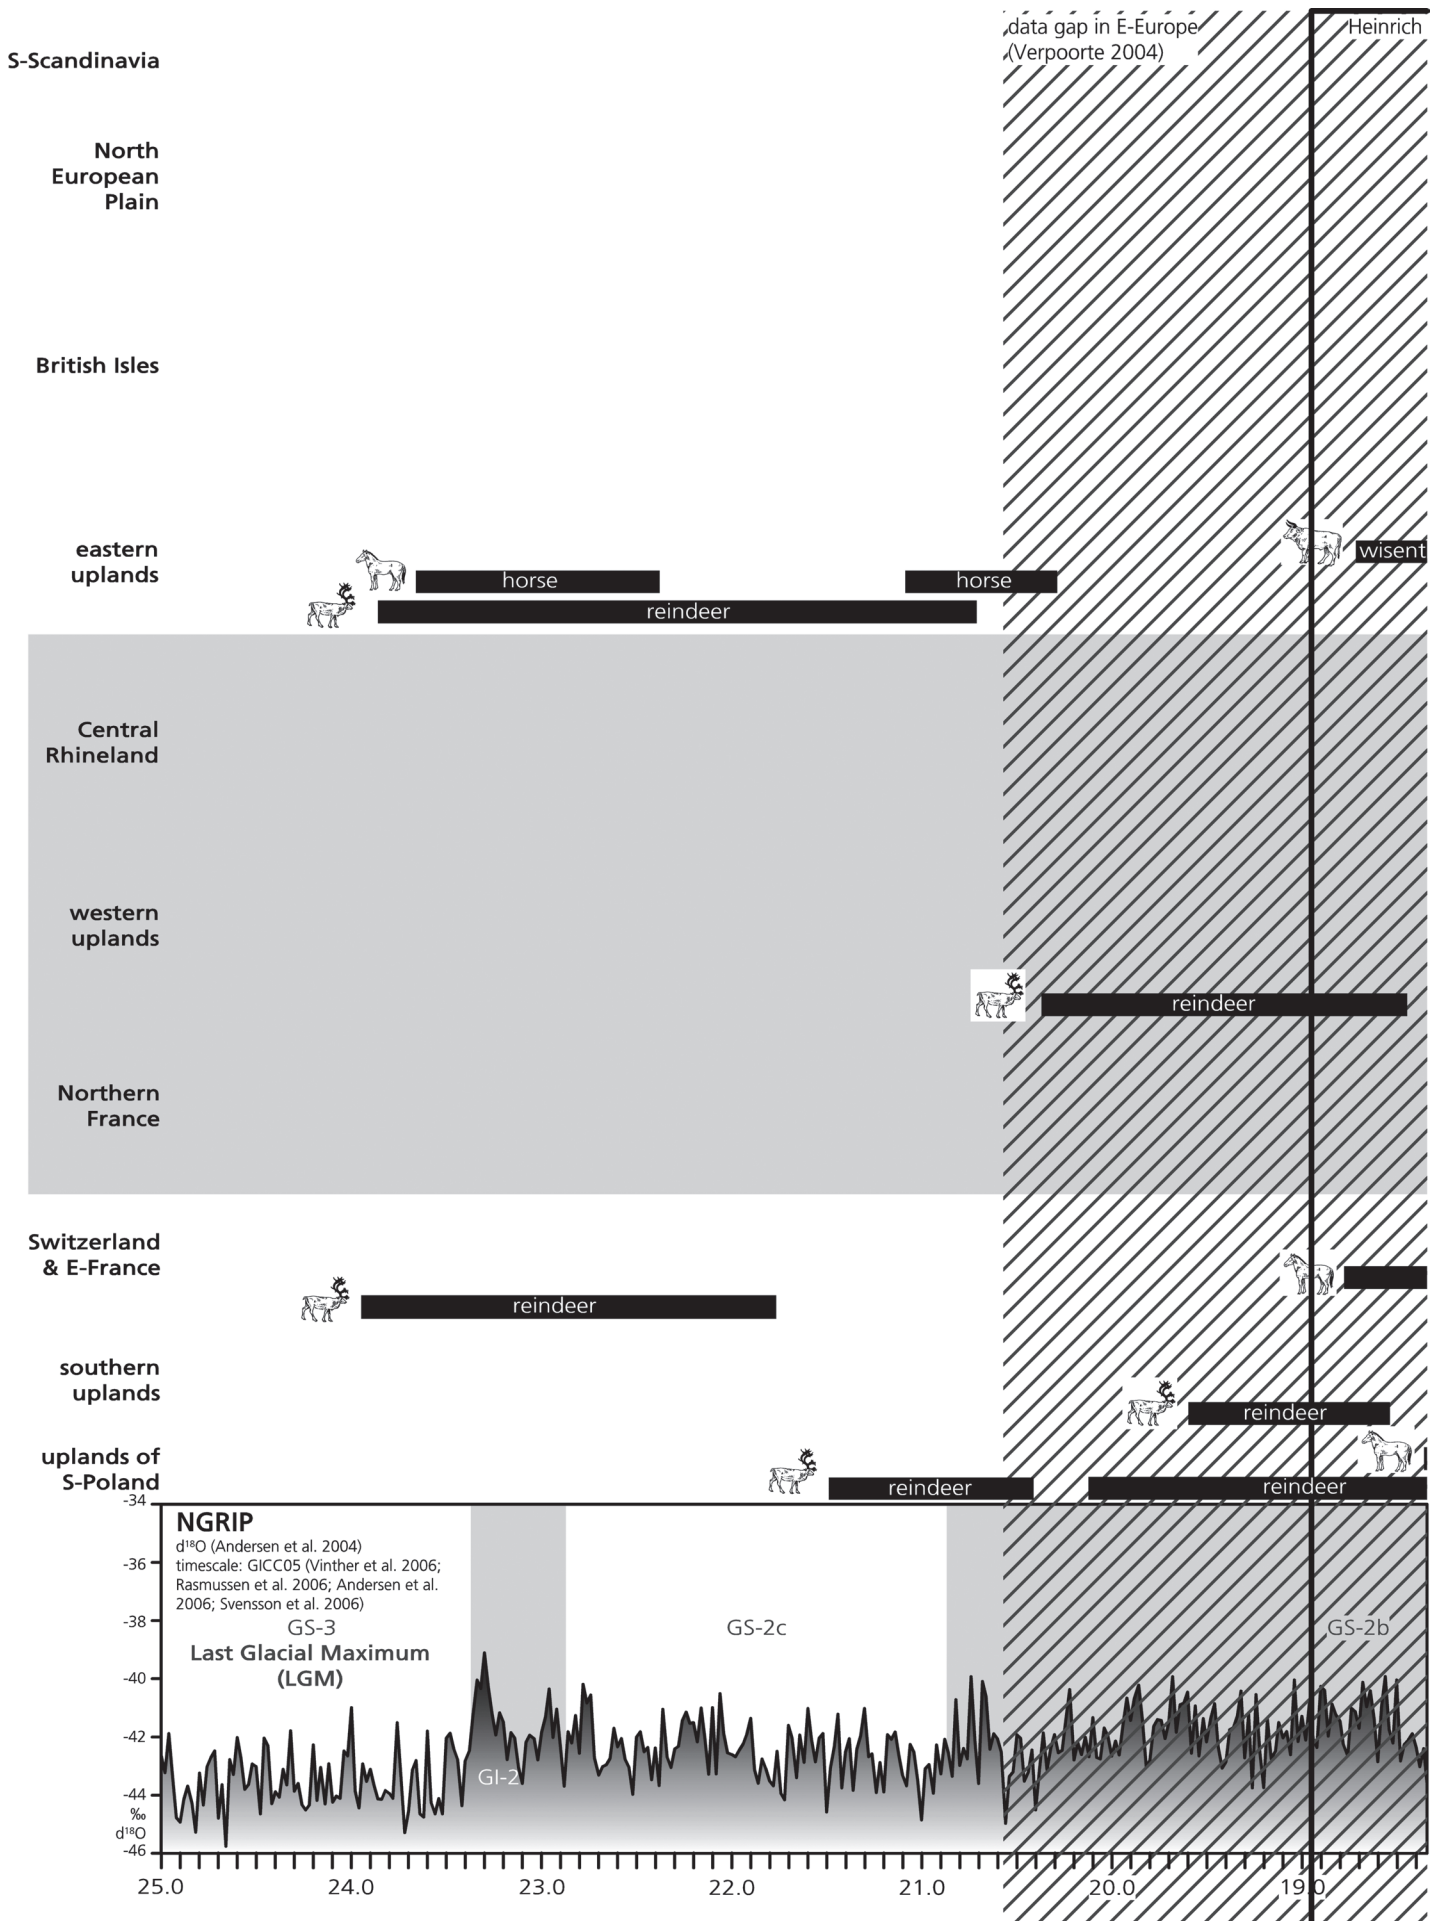 data gap in E-Europe
(Verpoorte 2004)
Heinrich
S-Scandinavia
North
European
Plain
British Isles
eastern
uplands
wisent
horse
horse
reindeer
Central
Rhineland
western
uplands
reindeer
Northern
France
Switzerland
& E-France
reindeer
southern
uplands
reindeer
uplands of
S-Poland
reindeer
reindeer
-34
NGRIP
d¹⁸O (Andersen et al. 2004)
timescale: GICC05 (Vinther et al. 2006;
Rasmussen et al. 2006; Andersen et al.
2006; Svensson et al. 2006)
-36
-38
GS-3
GS-2c
GS-2b
Last Glacial Maximum
(LGM)
-40
-42
GI-2
-44
‰
d¹⁸O
-46
25.0
24.0
23.0
22.0
21.0
20.0
19.0